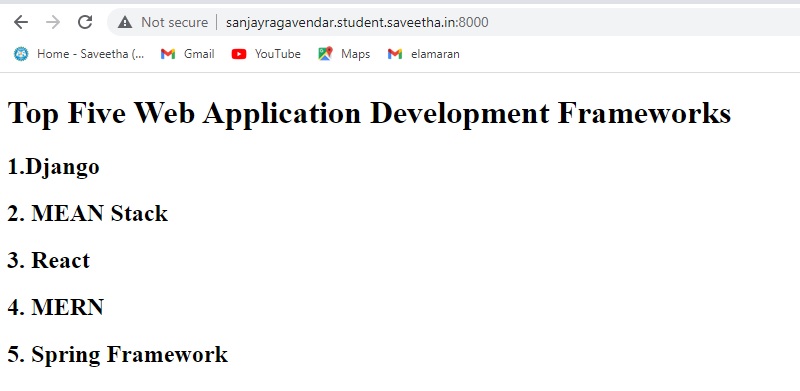 Not secure | sanjayragavendar.student.saveetha.in:8000
Home - Saveetha (... Gmail YouTube Maps elamaran
Top Five Web Application Development Frameworks
1.Django
2. MEAN Stack
3. React
4. MERN
5. Spring Framework